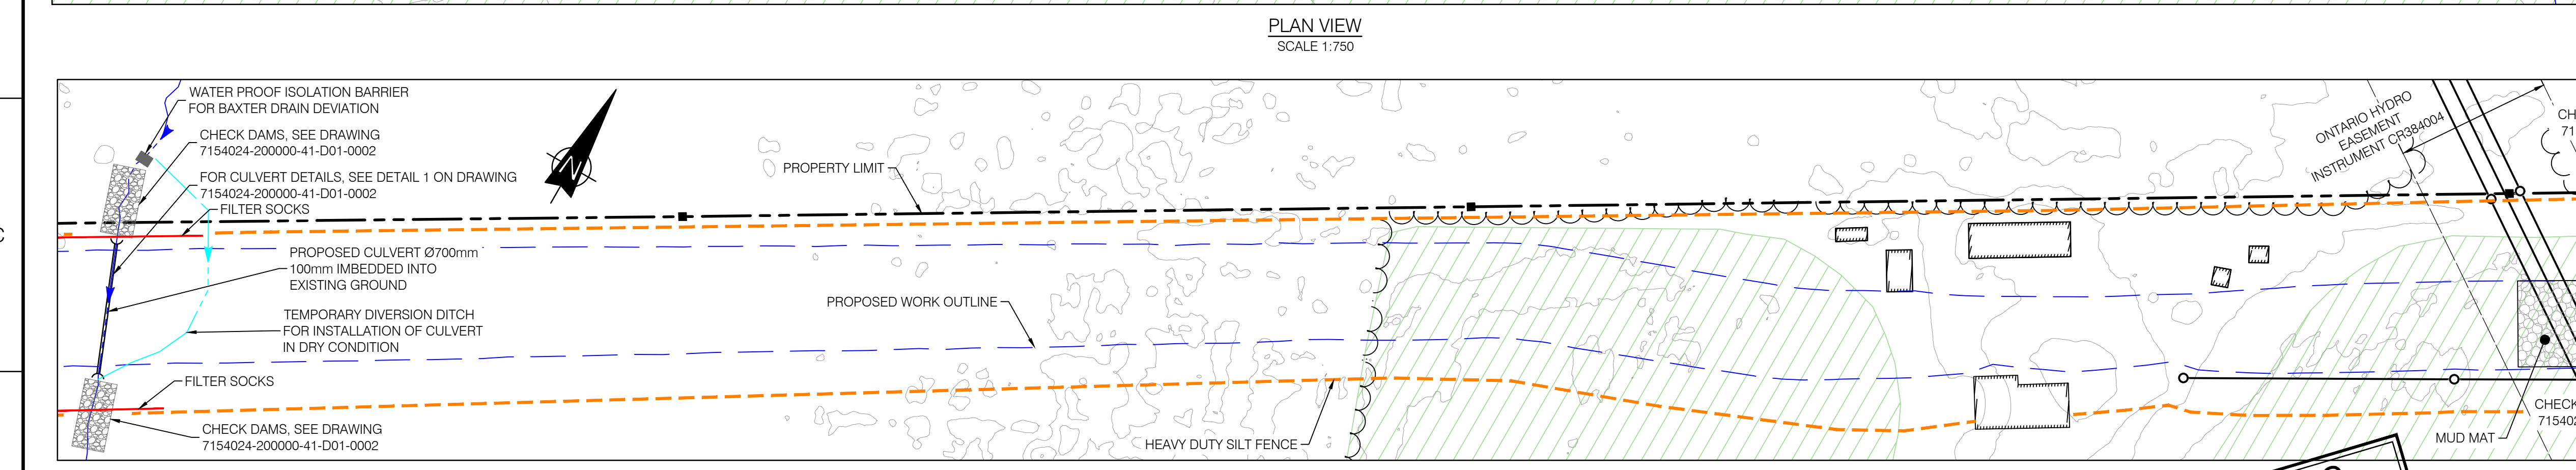 PLAN VIEW
SCALE 1:750
WATER PROOF ISOLATION BARRIER
FOR BAXTER DRAIN DEVIATION
CHECK DAMS, SEE DRAWING
7154024-200000-41-D01-0002
FOR CULVERT DETAILS, SEE DETAIL 1 ON DRAWING
7154024-200000-41-D01-0002
FILTER SOCKS
PROPOSED CULVERT Ø700mm
100mm IMBEDDED INTO
EXISTING GROUND
TEMPORARY DIVERSION DITCH
FOR INSTALLATION OF CULVERT
IN DRY CONDITION
FILTER SOCKS
CHECK DAMS, SEE DRAWING
7154024-200000-41-D01-0002
N
PROPERTY LIMIT
PROPOSED WORK OUTLINE
HEAVY DUTY SILT FENCE
ONTARIO HYDRO
EASEMENT
INSTRUMENT CR384004
CH
71
CHECK
71540
MUD MAT